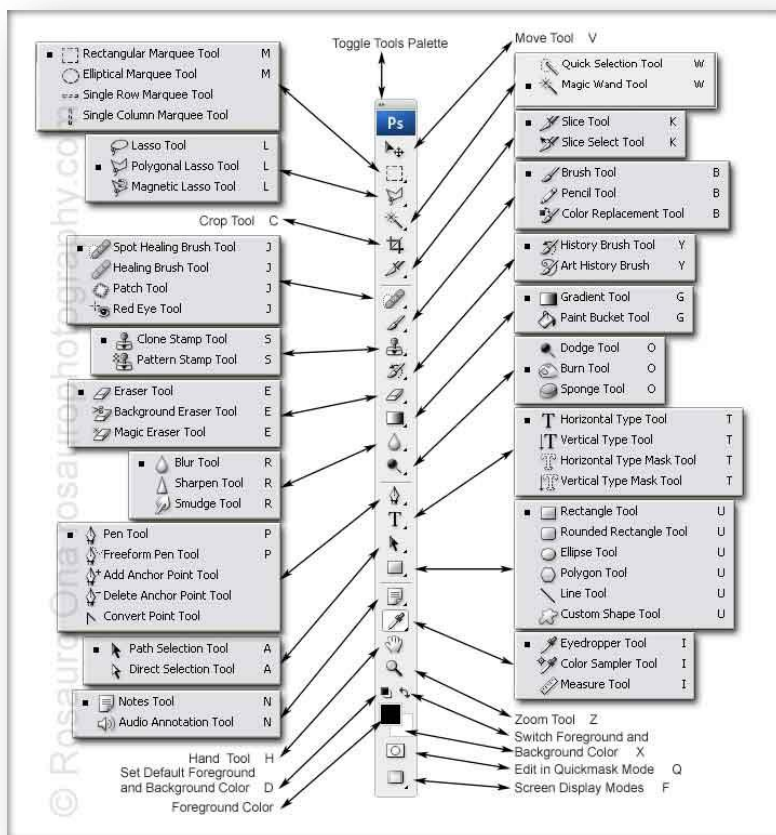 Toggle Tools Palette
Ps
Rectangular Marquee Tool M
Elliptical Marquee Tool M
Single Row Marquee Tool
Single Column Marquee Tool
Lasso Tool L
Polygonal Lasso Tool L
Magnetic Lasso Tool L
Crop Tool C
Spot Healing Brush Tool J
Healing Brush Tool J
Patch Tool J
Red Eye Tool J
Clone Stamp Tool S
Pattern Stamp Tool S
Eraser Tool E
Background Eraser Tool E
Magic Eraser Tool E
Blur Tool R
Sharpen Tool R
Smudge Tool R
Pen Tool P
Freeform Pen Tool P
Add Anchor Point Tool
Delete Anchor Point Tool
Convert Point Tool
Path Selection Tool A
Direct Selection Tool A
Notes Tool N
Audio Annotation Tool N
Hand Tool H
Set Default Foreground
and Background Color D
Foreground Color
Move Tool V
Quick Selection Tool W
Magic Wand Tool W
Slice Tool K
Slice Select Tool K
Brush Tool B
Pencil Tool B
Color Replacement Tool B
History Brush Tool Y
Art History Brush Y
Gradient Tool G
Paint Bucket Tool G
Dodge Tool O
Burn Tool O
Sponge Tool O
Horizontal Type Tool T
Vertical Type Tool T
Horizontal Type Mask Tool T
Vertical Type Mask Tool T
Rectangle Tool U
Rounded Rectangle Tool U
Ellipse Tool U
Polygon Tool U
Line Tool U
Custom Shape Tool U
Eyedropper Tool I
Color Sampler Tool I
Measure Tool I
Zoom Tool Z
Switch Foreground and
Background Color X
Edit in Quickmask Mode Q
Screen Display Modes F